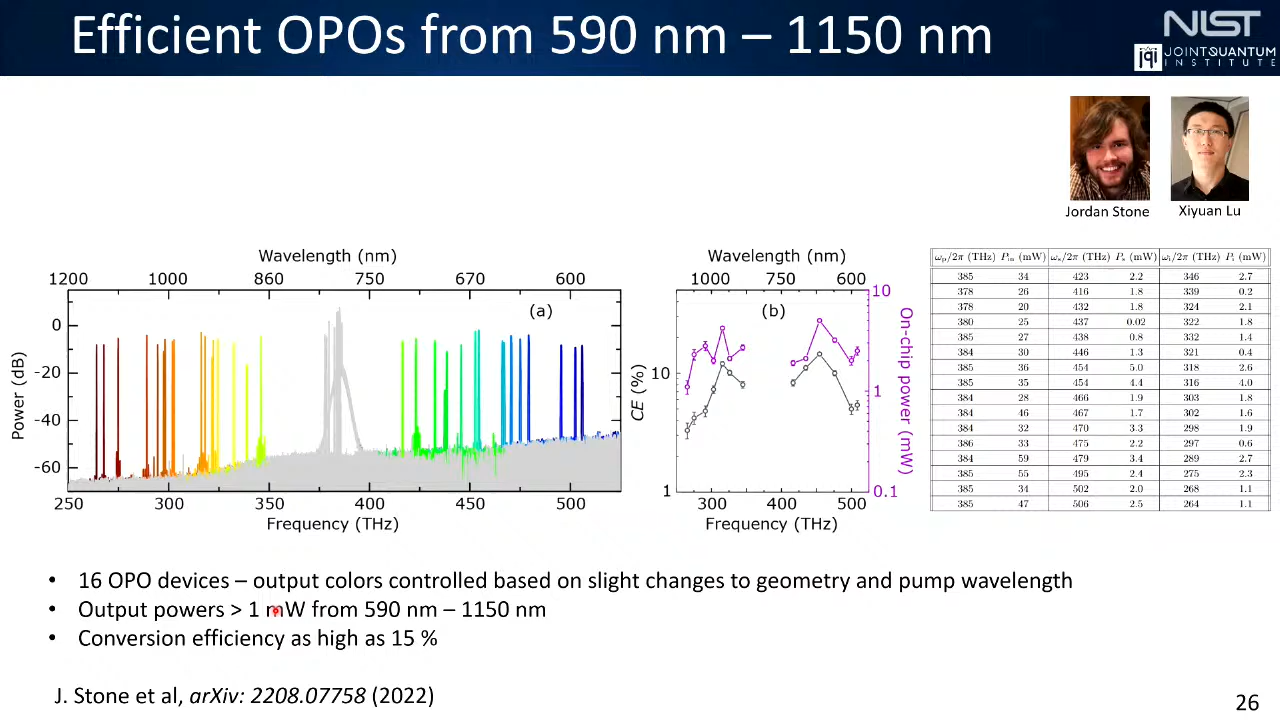 Efficient OPOs from 590 nm – 1150 nm
NIST
jqi JOINT QUANTUM
INSTITUTE
Jordan Stone
Xiyuan Lu
Wavelength (nm)
1200 1000 860 750 670 600
(a)
Power (dB)
0
-20
-40
-60
250 300 350 400 450 500
Frequency (THz)
Wavelength (nm)
1000 750 600
(b)
CE (%)
10
1
On-chip power (mW)
10
1
0.1
300 400 500
Frequency (THz)
ωp/2π (THz) Pin (mW) ωs/2π (THz) Ps (mW) ωi/2π (THz) Pi (mW)
385 34 423 2.2 346 2.7
378 26 416 1.8 339 0.2
378 20 432 1.8 324 2.1
380 25 437 0.02 322 1.8
385 27 438 0.8 332 1.4
384 30 446 1.3 321 0.4
385 36 454 5.0 318 2.6
385 35 454 4.4 316 4.0
384 28 466 1.9 303 1.8
384 46 467 1.7 302 1.6
384 32 470 3.3 298 1.9
386 33 475 2.2 297 0.6
384 59 479 3.4 289 2.7
385 55 495 2.4 275 2.3
385 34 502 2.0 268 1.1
385 47 506 2.5 264 1.1
• 16 OPO devices – output colors controlled based on slight changes to geometry and pump wavelength
• Output powers > 1 mW from 590 nm – 1150 nm
• Conversion efficiency as high as 15 %
J. Stone et al, arXiv: 2208.07758 (2022)
26